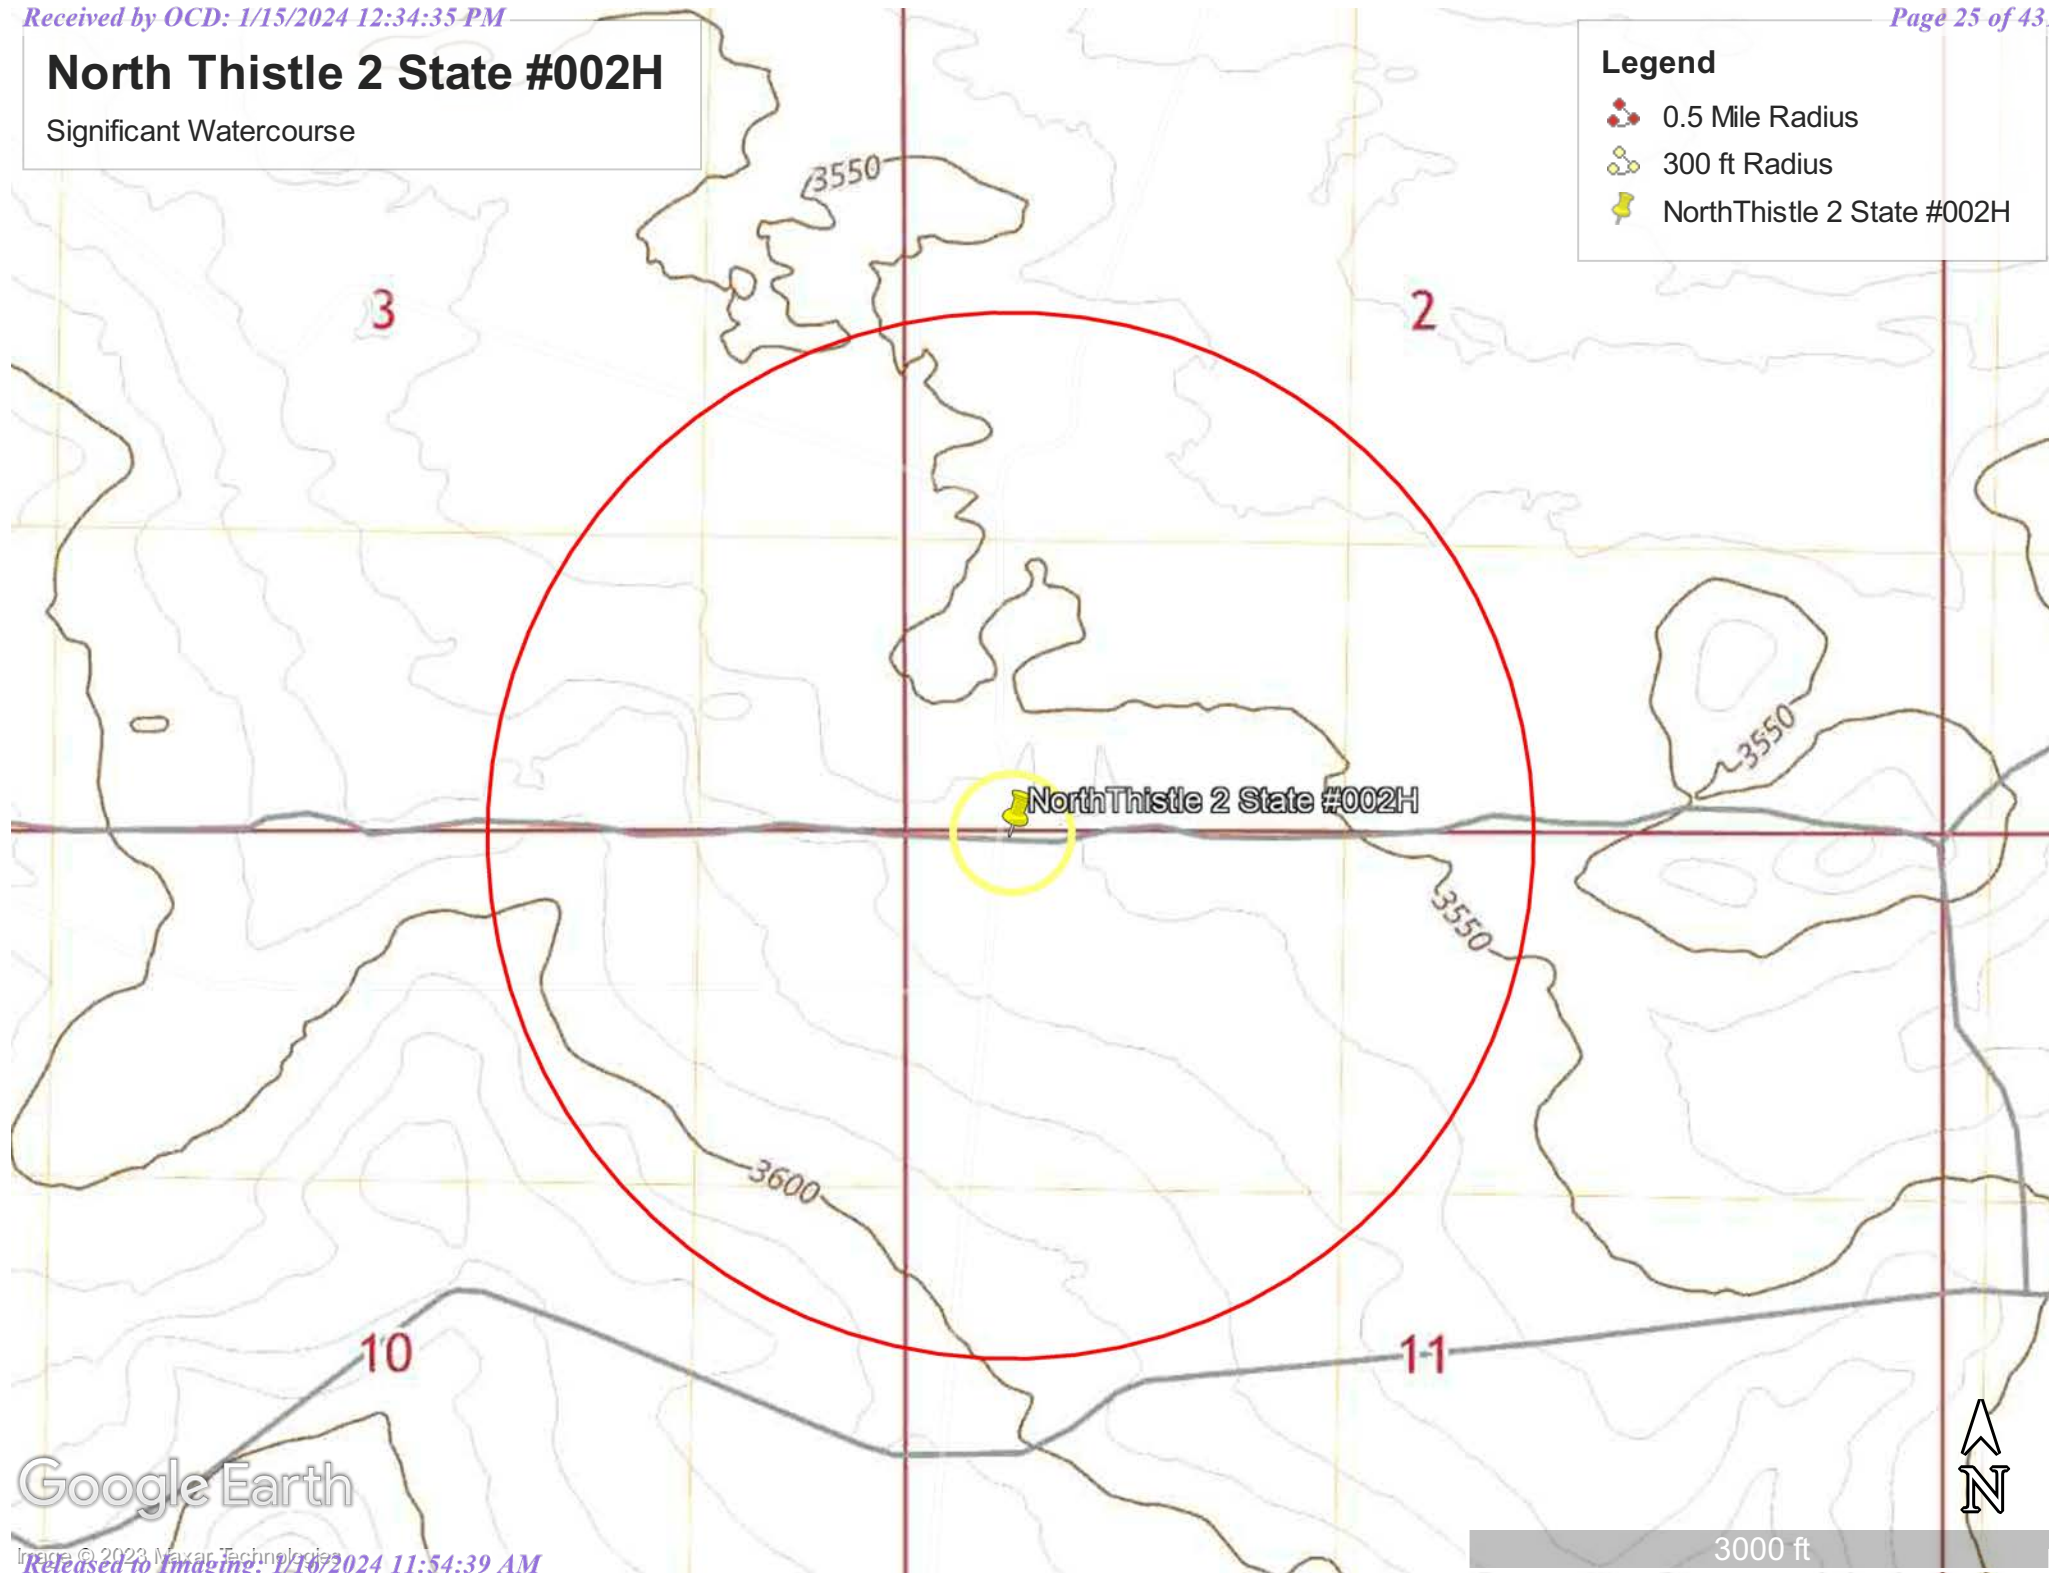 Received by OCD: 1/15/2024 12:34:35 PM
Page 25 of 43
North Thistle 2 State #002H
Significant Watercourse
Legend
0.5 Mile Radius
300 ft Radius
NorthThistle 2 State #002H
3550
3
2
3550
NorthThistle 2 State #002H
3550
3600
10
11
Google Earth
N
3000 ft
Image © 2023 Maxar Technologies
Released to Imaging: 1/16/2024 11:54:39 AM